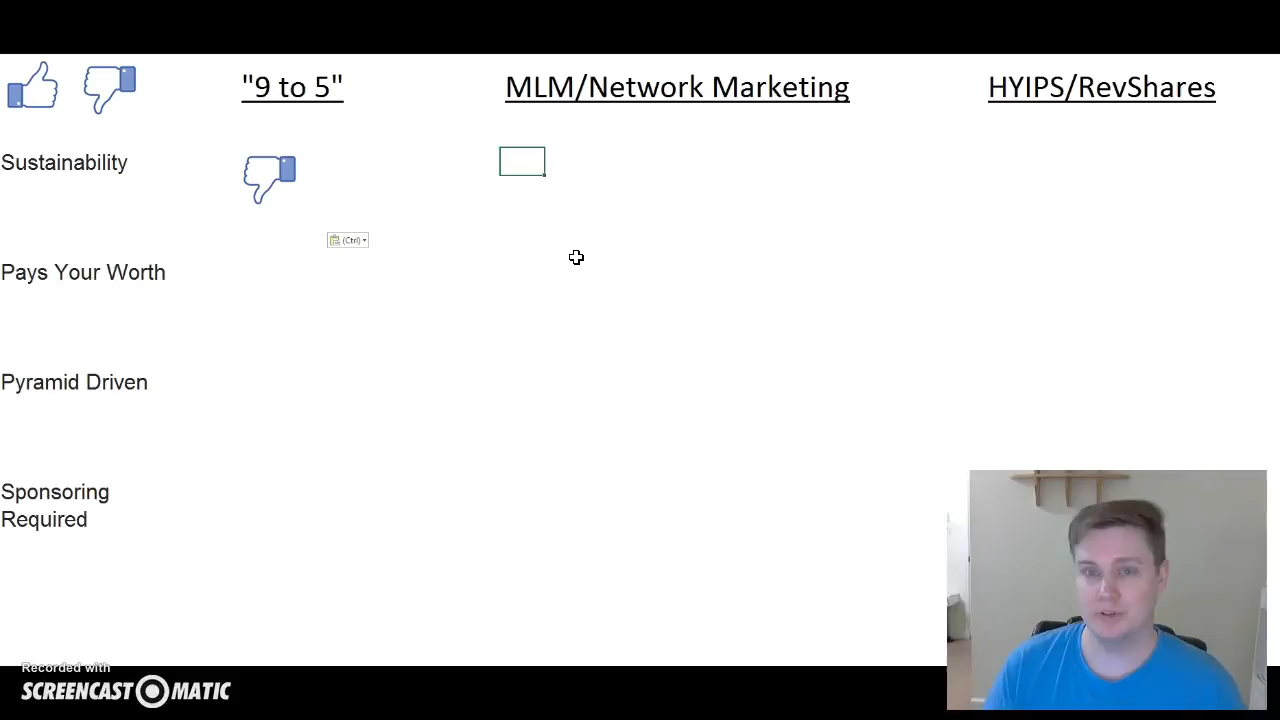 "9 to 5"
MLM/Network Marketing
HYIPS/RevShares
Sustainability
(Ctrl)
Pays Your Worth
Pyramid Driven
Sponsoring
Required
Recorded with
SCREENCAST MATIC